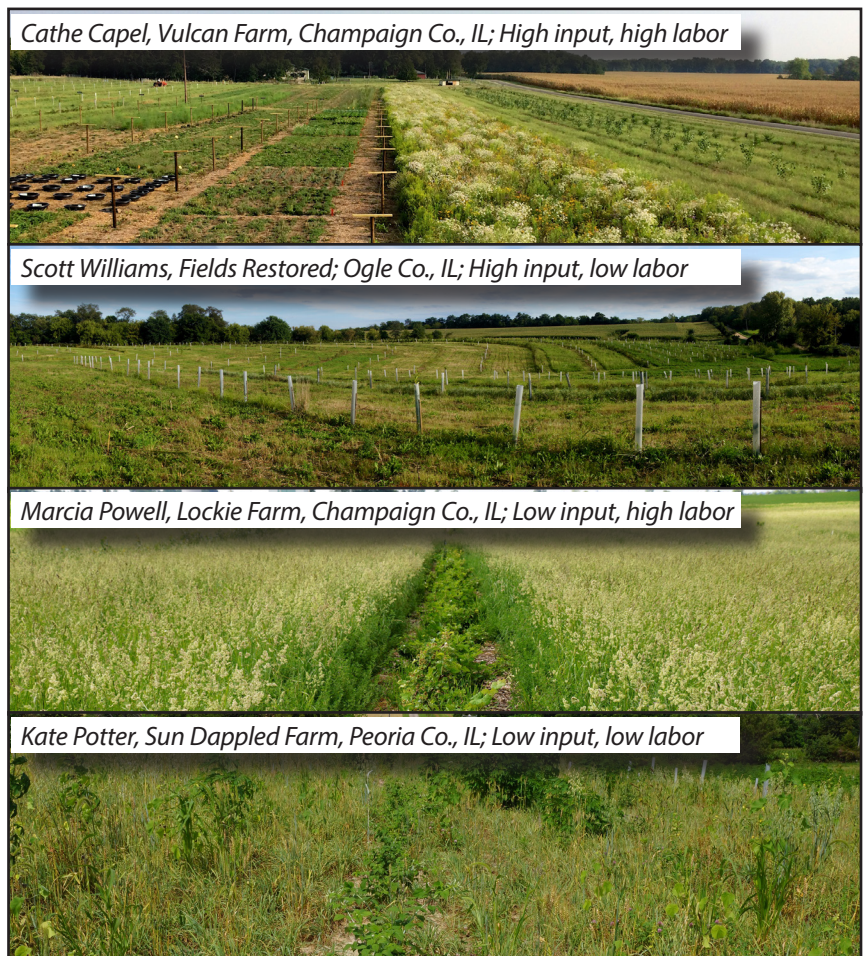 Cathe Capel, Vulcan Farm, Champaign Co., IL; High input, high labor
Scott Williams, Fields Restored; Ogle Co., IL; High input, low labor
Marcia Powell, Lockie Farm, Champaign Co., IL; Low input, high labor
Kate Potter, Sun Dappled Farm, Peoria Co., IL; Low input, low labor